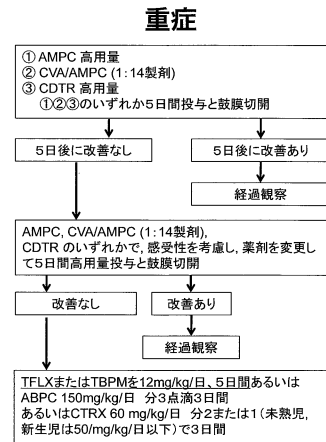 重症
① AMPC 高用量
② CVA/AMPC (1:14製剤)
③ CDTR 高用量
①②③のいずれか5日間投与と鼓膜切開
5日後に改善なし
5日後に改善あり
経過観察
AMPC, CVA/AMPC (1:14製剤),
CDTR のいずれかで, 感受性を考慮し, 薬剤を変更し
て5日間高用量投与と鼓膜切開
改善なし
改善あり
経過観察
TFLXまたはTBPMを12mg/kg/日、5日間あるいは
ABPC 150mg/kg/日 分3点滴3日間
あるいはCTRX 60 mg/kg/日 分2または1（未熟児,
新生児は50/mg/kg/日以下）で3日間